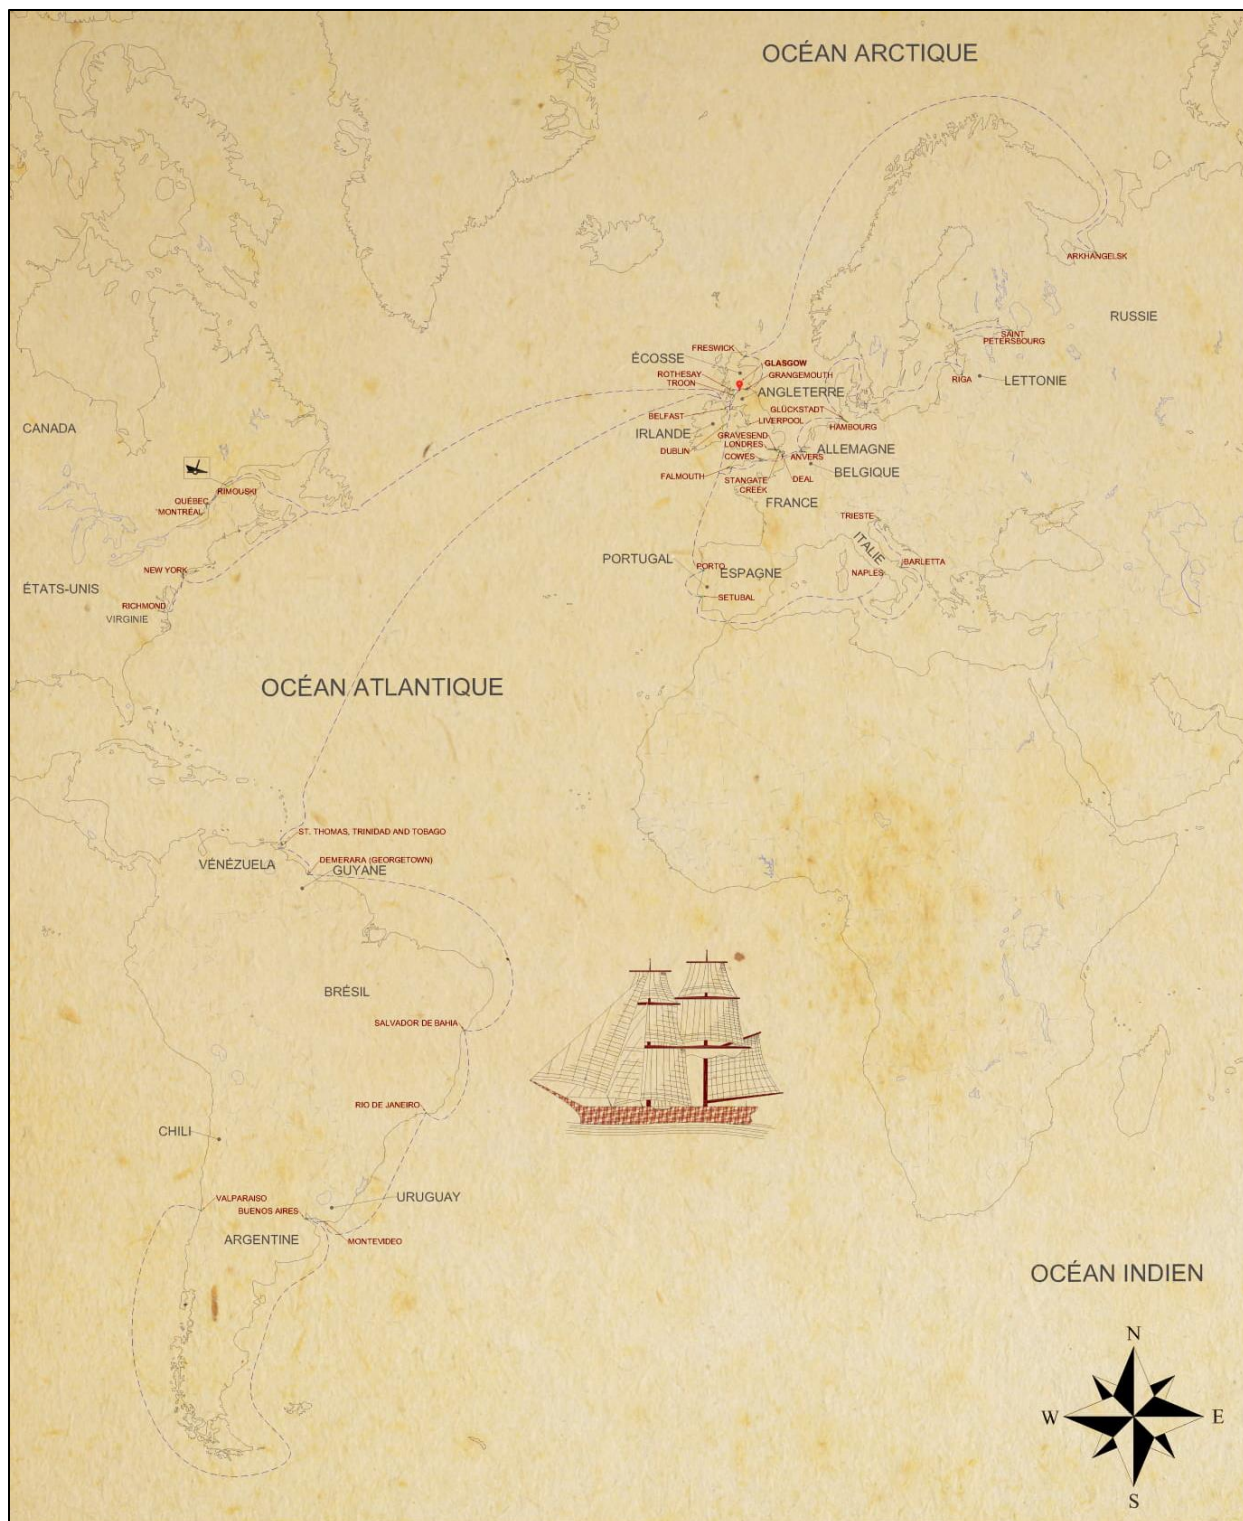 OCÉAN ARCTIQUE
ARKHANGELSK
RUSSIE
SAINT
PETERSBOURG
FRESWICK
ÉCOSSE
GLASGOW
ROTHESAY
GRANGEMOUTH
TROON
RIGA
LETTONIE
ANGLETERRE
GLÜCKSTADT
BELFAST
LIVERPOOL
HAMBOURG
CANADA
IRLANDE
GRAVESEND
LONDRES
DUBLIN
ALLEMAGNE
COWES
ANVERS
BELGIQUE
FALMOUTH
STANGATE
CREEK
DEAL
RIMOUSKI
QUÉBEC
MONTRÉAL
FRANCE
TRIESTE
ITALIE
PORTUGAL
PORTO
ESPAGNE
NAPLES
BARLETTA
NEW YORK
ÉTATS-UNIS
SETUBAL
RICHMOND
VIRGINIE
OCÉAN ATLANTIQUE
ST. THOMAS, TRINIDAD AND TOBAGO
VÉNÉZUELA
DEMERARA (GEORGETOWN)
GUYANE
BRÉSIL
SALVADOR DE BAHIA
RIO DE JANEIRO
CHILI
VALPARAISO
URUGUAY
BUENOS AIRES
ARGENTINE
MONTEVIDEO
OCÉAN INDIEN
N
W
E
S